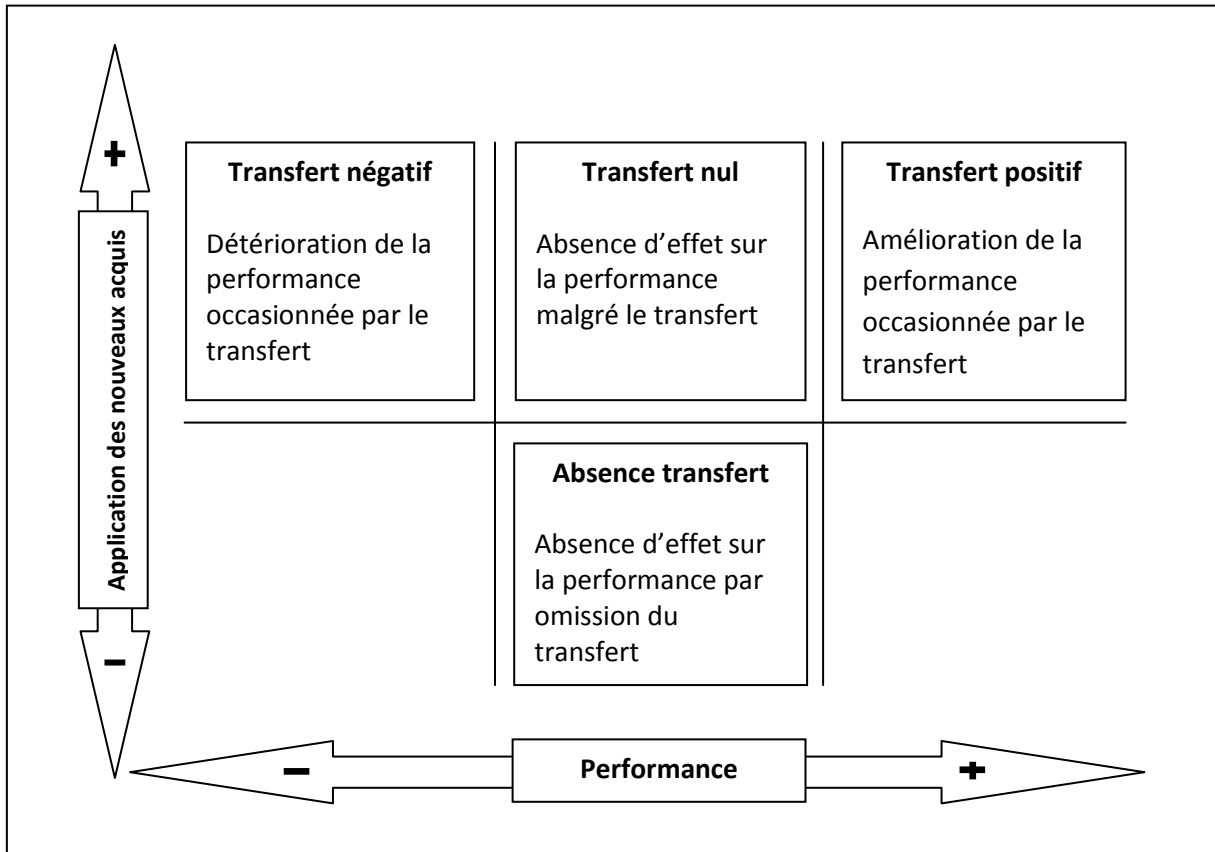 +
Application des nouveaux acquis
–
Transfert négatif
Détérioration de la
performance
occasionnée par le
transfert
Transfert nul
Absence d’effet sur
la performance
malgré le transfert
Transfert positif
Amélioration de la
performance
occasionnée par le
transfert
Absence transfert
Absence d’effet sur
la performance par
omission du
transfert
–
Performance
+